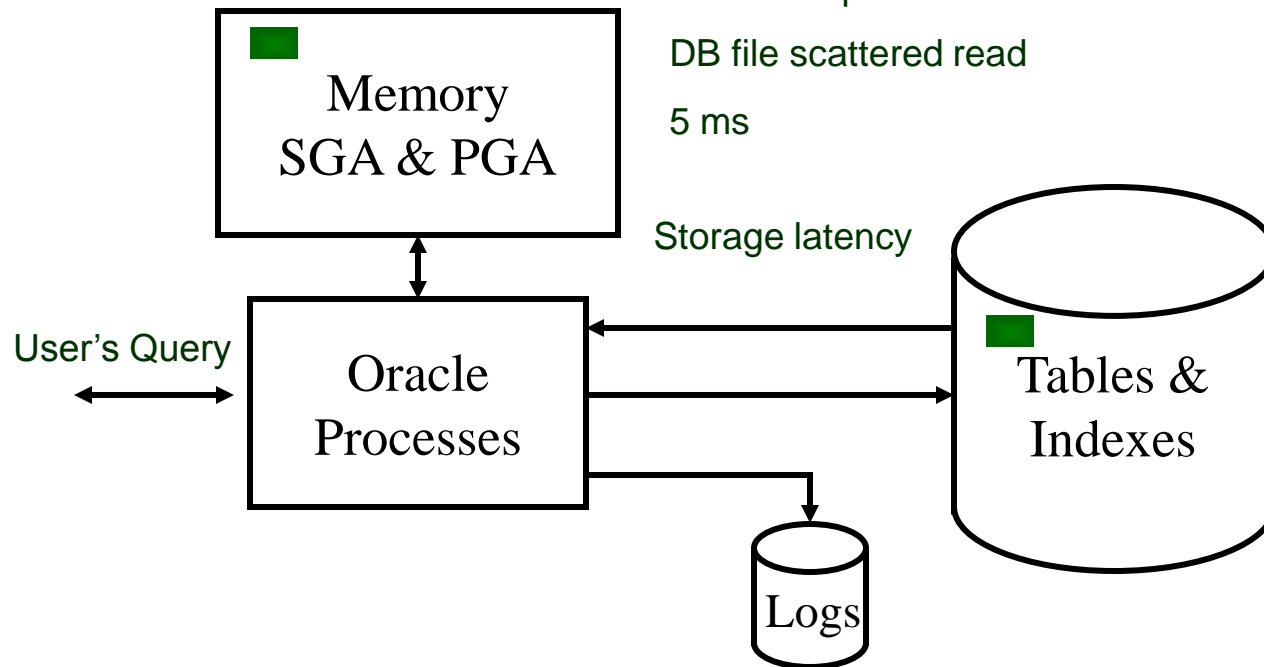 DB file scattered read
Memory
SGA & PGA
5 ms
Storage latency
User’s Query
Oracle
Processes
Tables &
Indexes
Logs